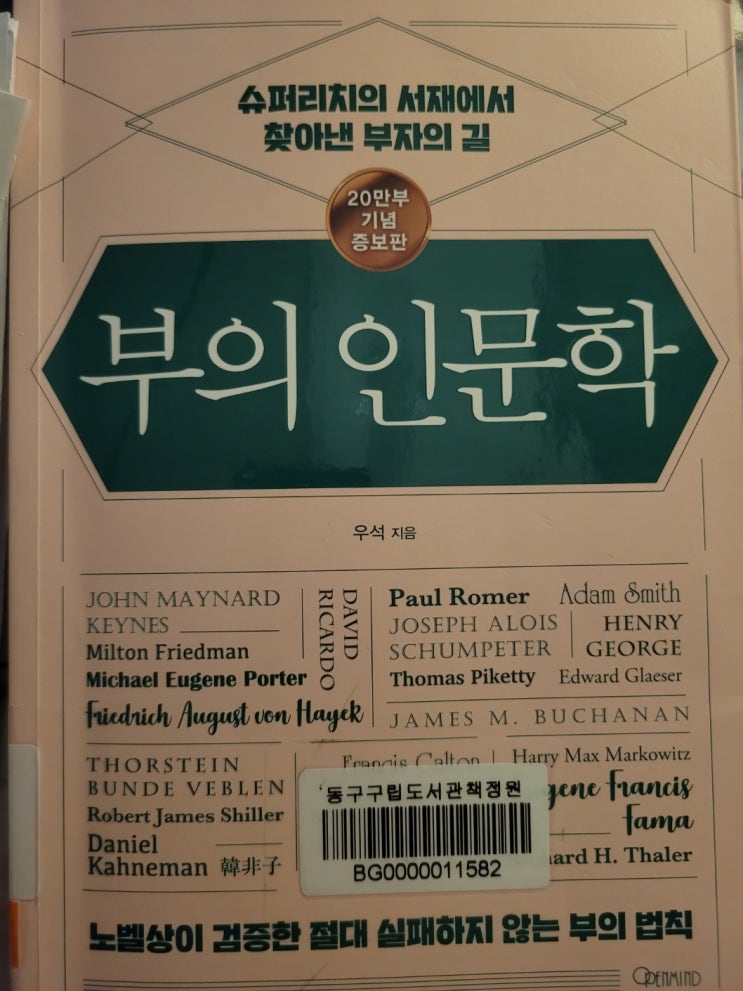 슈퍼리치의 서재에서
찾아낸 부자의 길
20만부
기념
증보판
부의 인문학
우석 지음
JOHN MAYNARD
KEYNES
Milton Friedman
Michael Eugene Porter
Friedrich August von Hayek
DAVID
RICARDO
Paul Romer
Adam Smith
JOSEPH ALOIS
SCHUMPETER
HENRY
GEORGE
Thomas Piketty
Edward Glaeser
JAMES M. BUCHANAN
THORSTEIN
BUNDE VEBLEN
Robert James Shiller
Daniel
Kahneman
韓非子
Francis Galton
Harry Max Markowitz
Francis
Fama
H. Thaler
동구구립도서관책정원
BG0000011582
노벨상이 검증한 절대 실패하지 않는 부의 법칙
OPENMIND